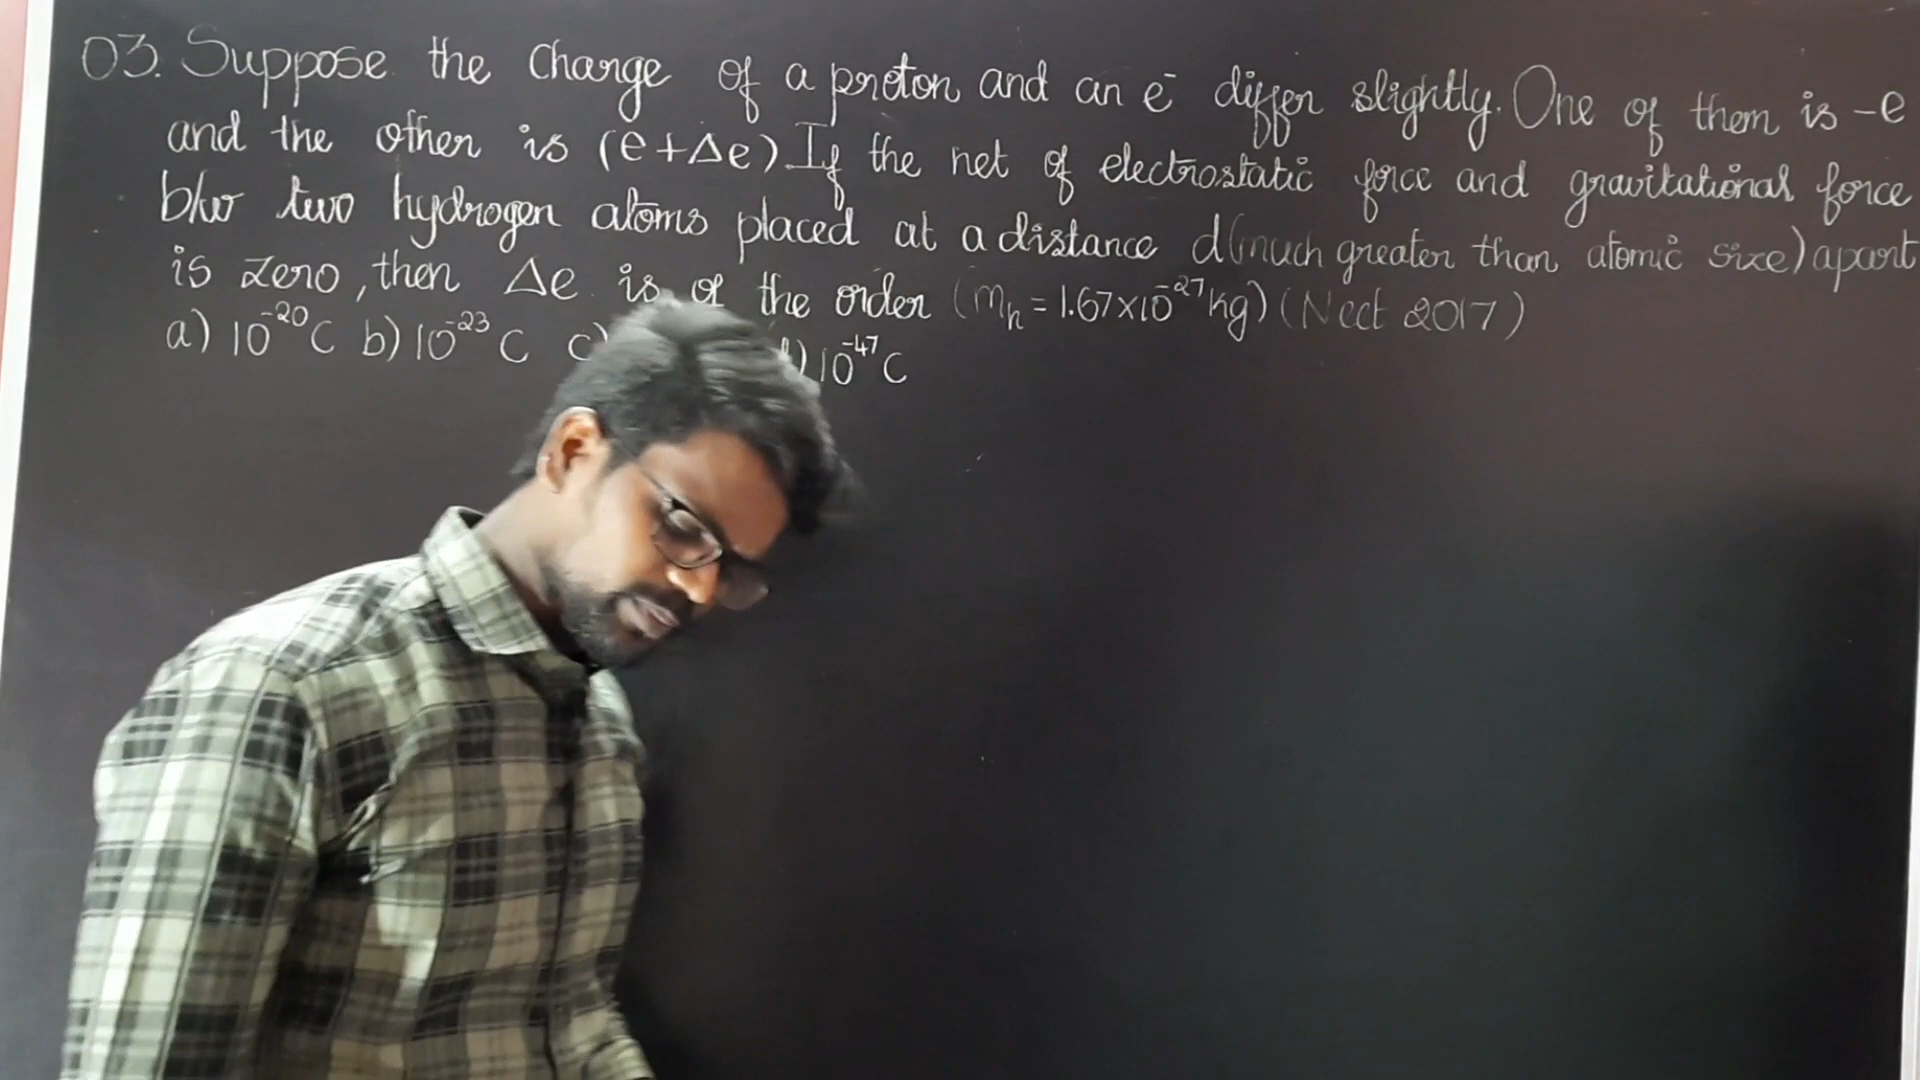 03. Suppose the charge of a proton and an e⁻ differ slightly. One of them is -e
and the other is (e+Δe) If the net of electrostatic force and gravitational force
b/w two hydrogen atoms placed at a distance d(much greater than atomic size) apart
is zero, then Δe is of the order (mₕ = 1.67×10⁻²⁷kg) (Neet 2017)
a) 10⁻²⁰C b) 10⁻²³ C c) d) 10⁻⁴⁷C